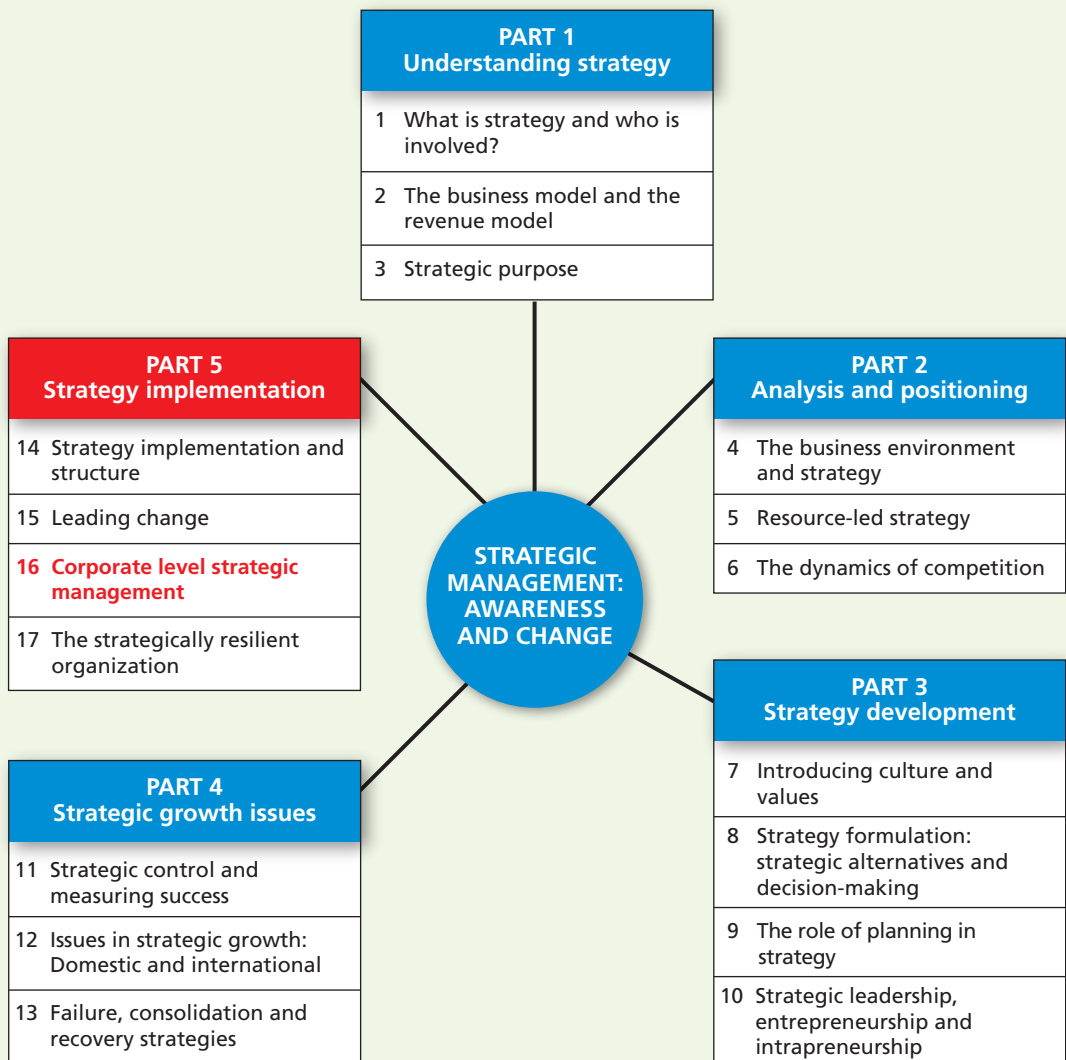 PART 1
Understanding strategy
1 What is strategy and who is
involved?
2 The business model and the
revenue model
3 Strategic purpose
PART 5
Strategy implementation
14 Strategy implementation and
structure
15 Leading change
16 Corporate level strategic
management
17 The strategically resilient
organization
STRATEGIC
MANAGEMENT:
AWARENESS
AND CHANGE
PART 2
Analysis and positioning
4 The business environment
and strategy
5 Resource-led strategy
6 The dynamics of competition
PART 4
Strategic growth issues
11 Strategic control and
measuring success
12 Issues in strategic growth:
Domestic and international
13 Failure, consolidation and
recovery strategies
PART 3
Strategy development
7 Introducing culture and
values
8 Strategy formulation:
strategic alternatives and
decision-making
9 The role of planning in
strategy
10 Strategic leadership,
entrepreneurship and
intrapreneurship